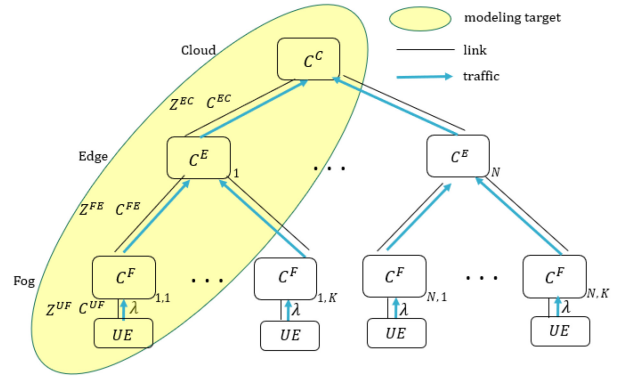 modeling target
link
traffic
Cloud
C^C
Z^{EC} C^{EC}
Edge
C^E
1
. . .
C^E
N
Z^{FE} C^{FE}
Fog
C^F
1,1
. . .
C^F
1,K
C^F
N,1
. . .
C^F
N,K
Z^{UF} C^{UF}
λ
λ
λ
λ
UE
UE
UE
UE